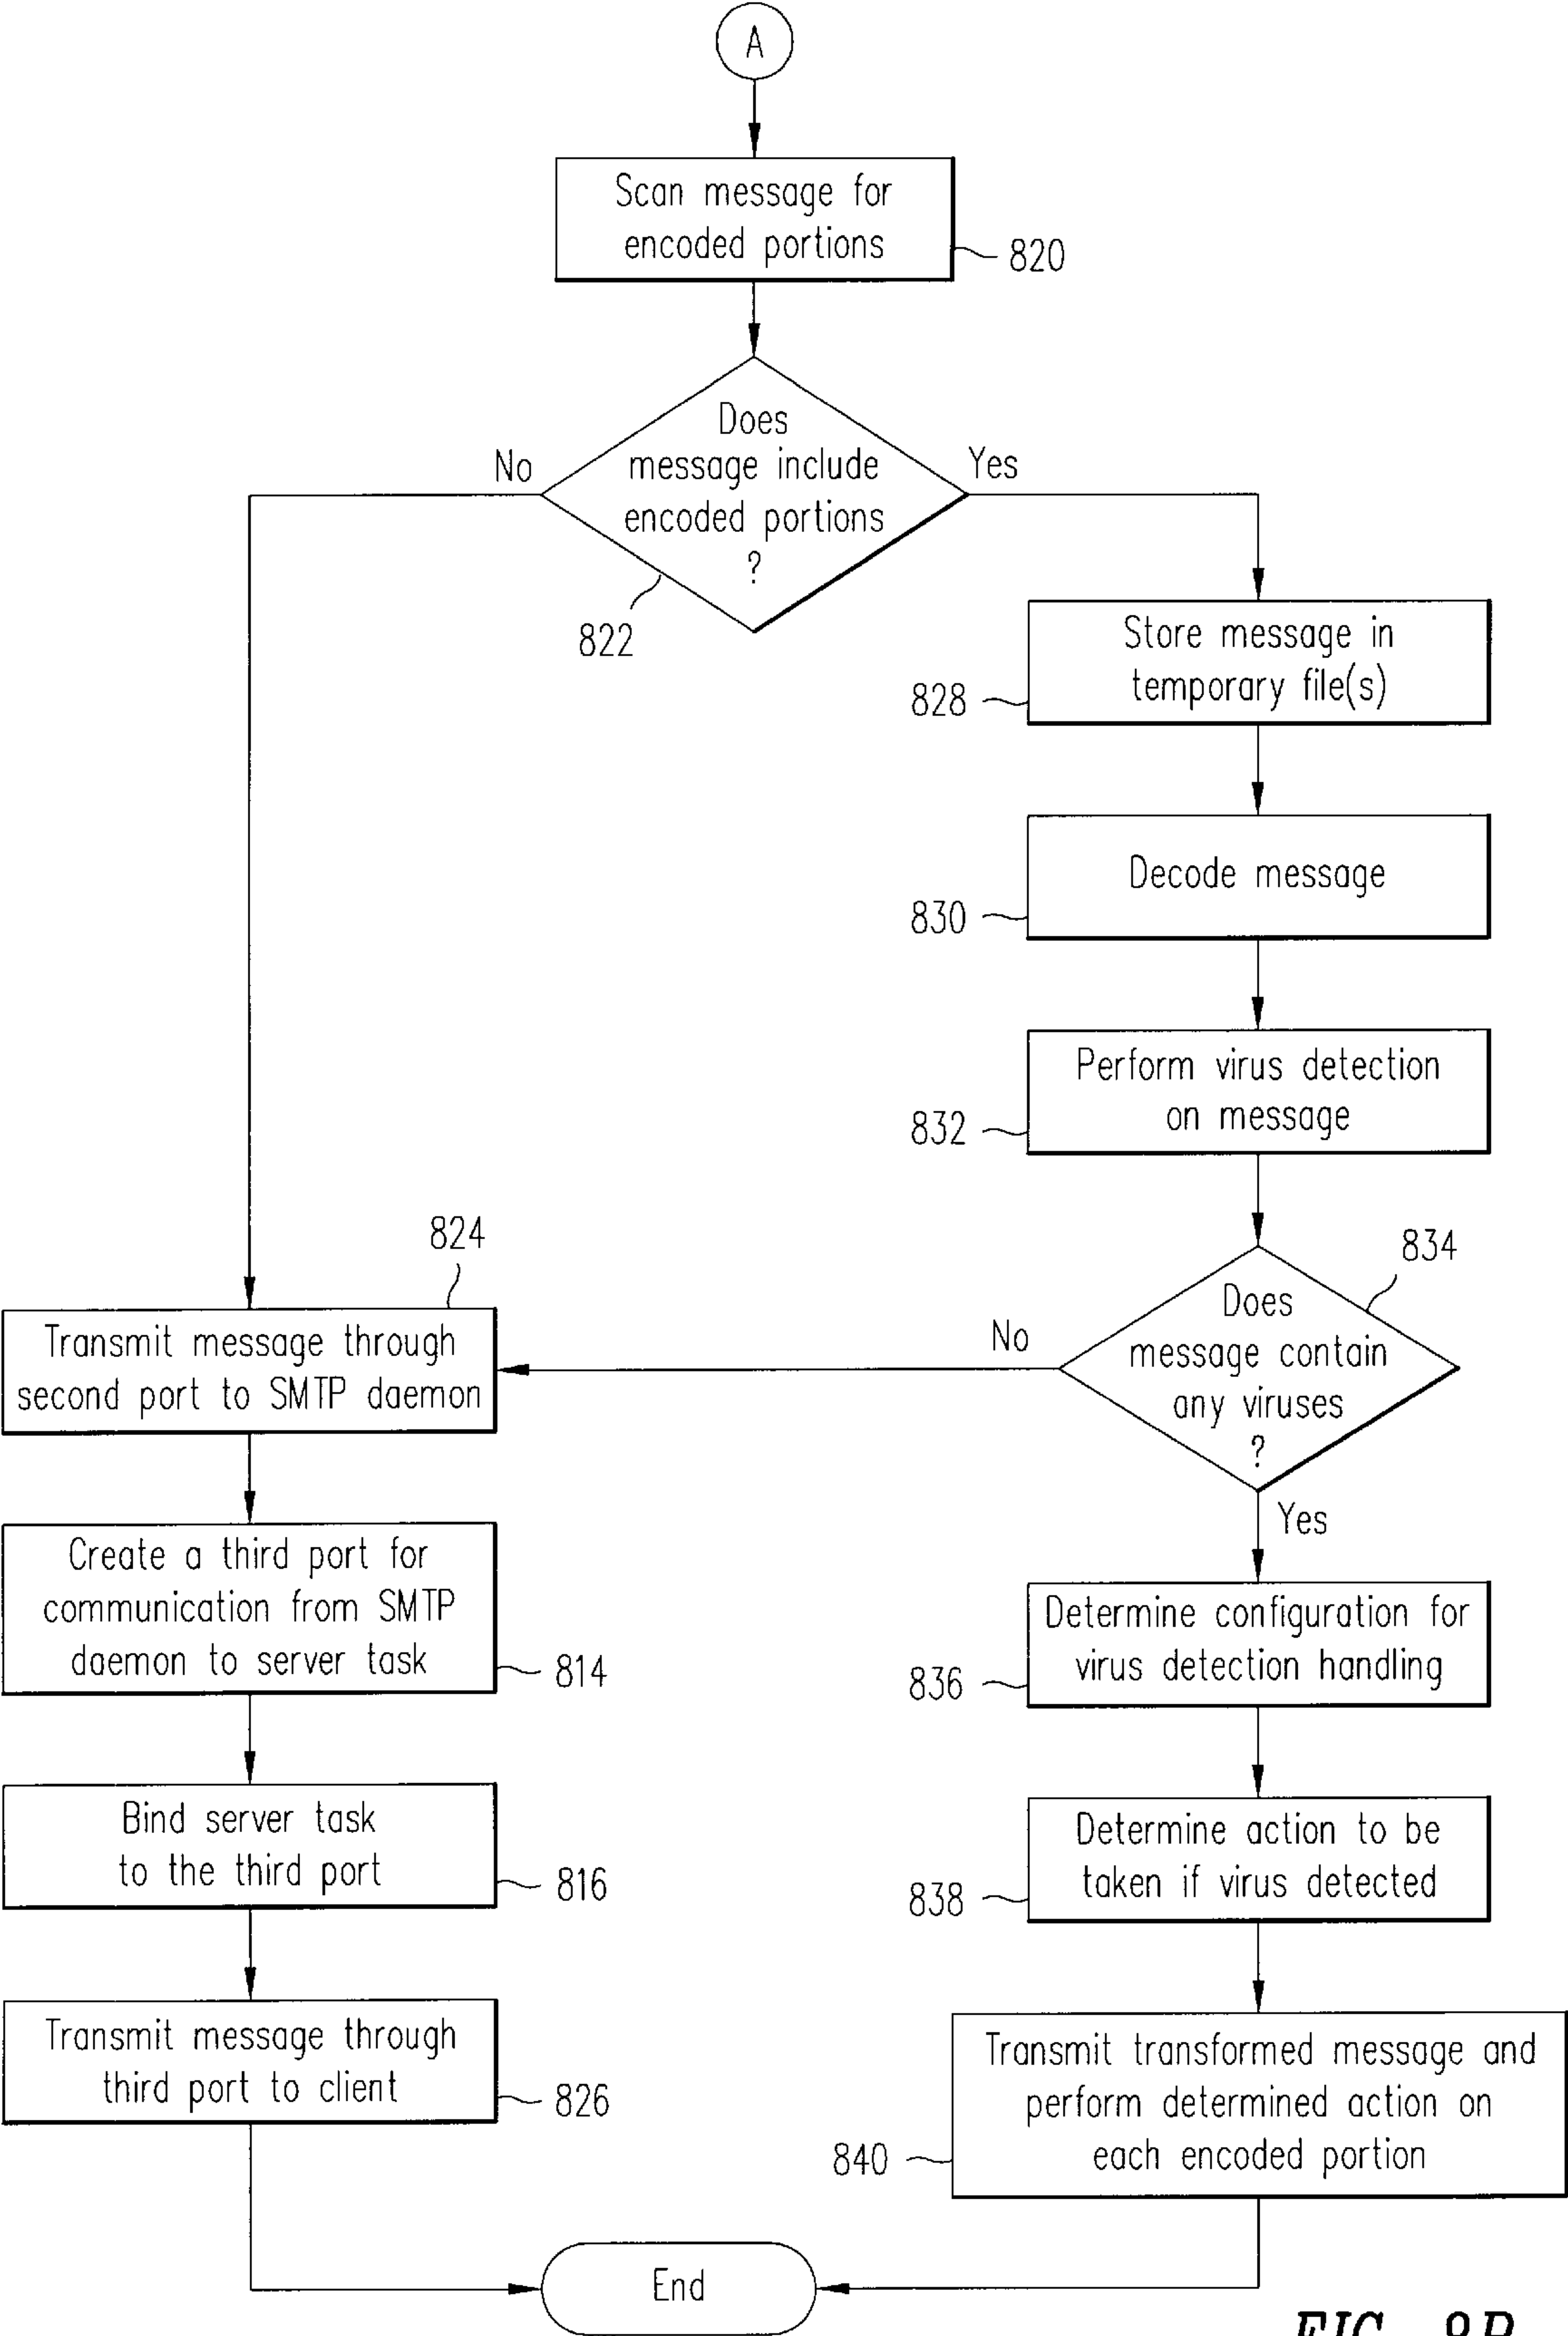 A
Scan message for
encoded portions
820
Does
message include
encoded portions
?
No
Yes
822
Store message in
temporary file(s)
828
Decode message
830
Perform virus detection
on message
832
824
834
Transmit message through
second port to SMTP daemon
No
Does
message contain
any viruses
?
Yes
Create a third port for
communication from SMTP
daemon to server task
814
Determine configuration for
virus detection handling
836
Bind server task
to the third port
816
Determine action to be
taken if virus detected
838
Transmit message through
third port to client
826
Transmit transformed message and
perform determined action on
each encoded portion
840
End
FIG. 8B